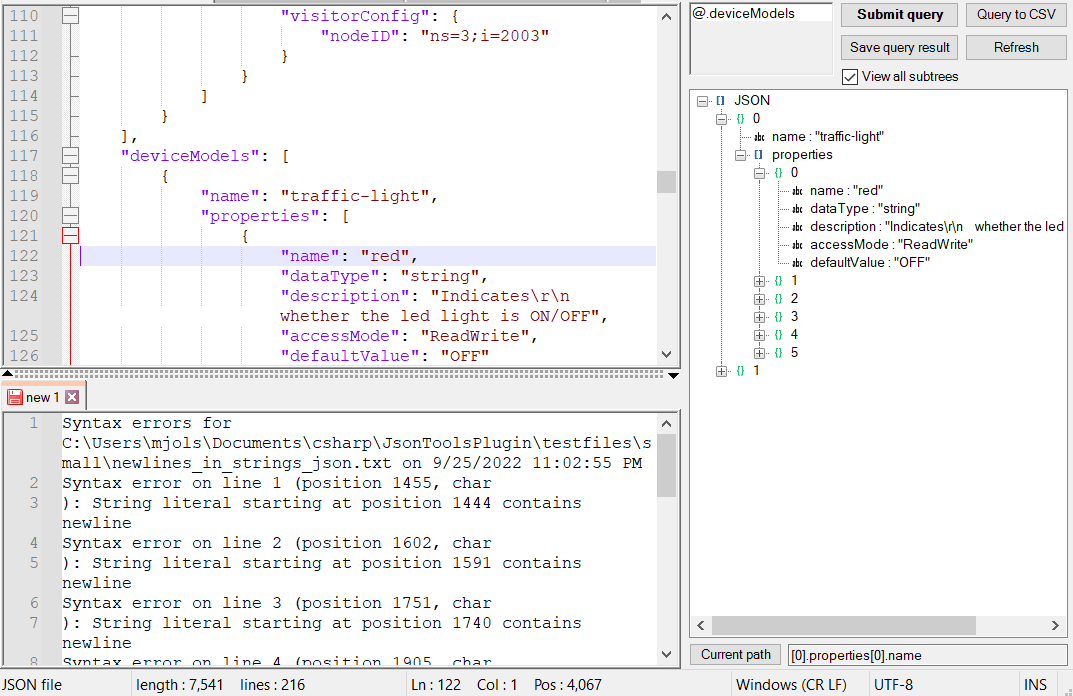 110 "visitorConfig": {
111 "nodeID": "ns=3;i=2003"
112 }
113 }
114 ]
115 }
116 ],
117 "deviceModels": [
118 {
119 "name": "traffic-light",
120 "properties": [
121 {
122 "name": "red",
123 "dataType": "string",
124 "description": "Indicates\r\n
whether the led light is ON/OFF",
125 "accessMode": "ReadWrite",
126 "defaultValue": "OFF"
new 1
1 Syntax errors for
C:\Users\mjols\Documents\csharp\JsonToolsPlugin\testfiles\s
mall\newlines_in_strings_json.txt on 9/25/2022 11:02:55 PM
2 Syntax error on line 1 (position 1455, char
3 ): String literal starting at position 1444 contains
newline
4 Syntax error on line 2 (position 1602, char
5 ): String literal starting at position 1591 contains
newline
6 Syntax error on line 3 (position 1751, char
7 ): String literal starting at position 1740 contains
newline
8 Syntax error on line 4 (position 1905, char
@.deviceModels
Submit query
Query to CSV
Save query result
Refresh
View all subtrees
[] JSON
{} 0
abc name : "traffic-light"
[] properties
{} 0
abc name : "red"
abc dataType : "string"
abc description : "Indicates\r\n whether the led
abc accessMode : "ReadWrite"
abc defaultValue : "OFF"
{} 1
{} 2
{} 3
{} 4
{} 5
{} 1
Current path [0].properties[0].name
JSON file length : 7,541 lines : 216 Ln : 122 Col : 1 Pos : 4,067 Windows (CR LF) UTF-8 INS